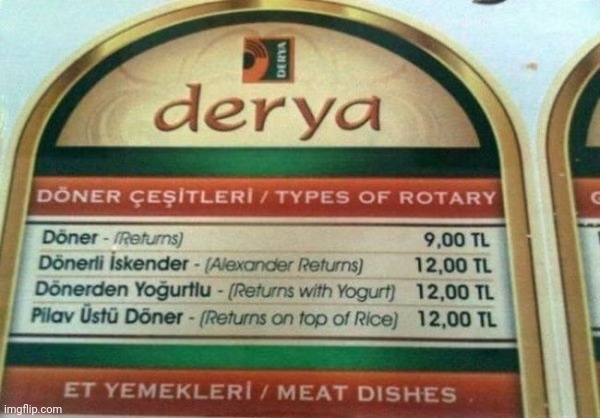 DERYA
derya
DÖNER ÇEŞİTLERİ / TYPES OF ROTARY
Döner - (Returns) 9,00 TL
Dönerli İskender - (Alexander Returns) 12,00 TL
Dönerden Yoğurtlu - (Returns with Yogurt) 12,00 TL
Pilav Üstü Döner - (Returns on top of Rice) 12,00 TL
ET YEMEKLERİ / MEAT DISHES
imgflip.com